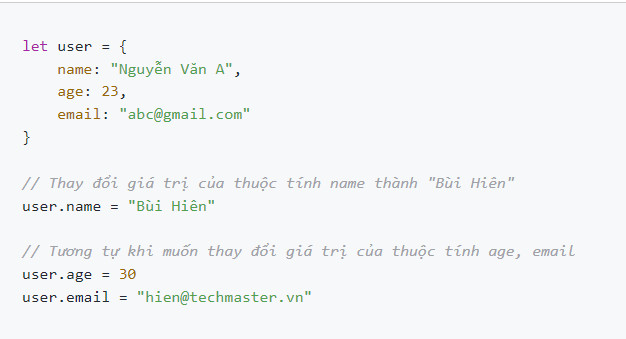 let user = {
    name: "Nguyễn Văn A",
    age: 23,
    email: "abc@gmail.com"
}
// Thay đổi giá trị của thuộc tính name thành "Bùi Hiên"
user.name = "Bùi Hiên"
// Tương tự khi muốn thay đổi giá trị của thuộc tính age, email
user.age = 30
user.email = "hien@techmaster.vn"